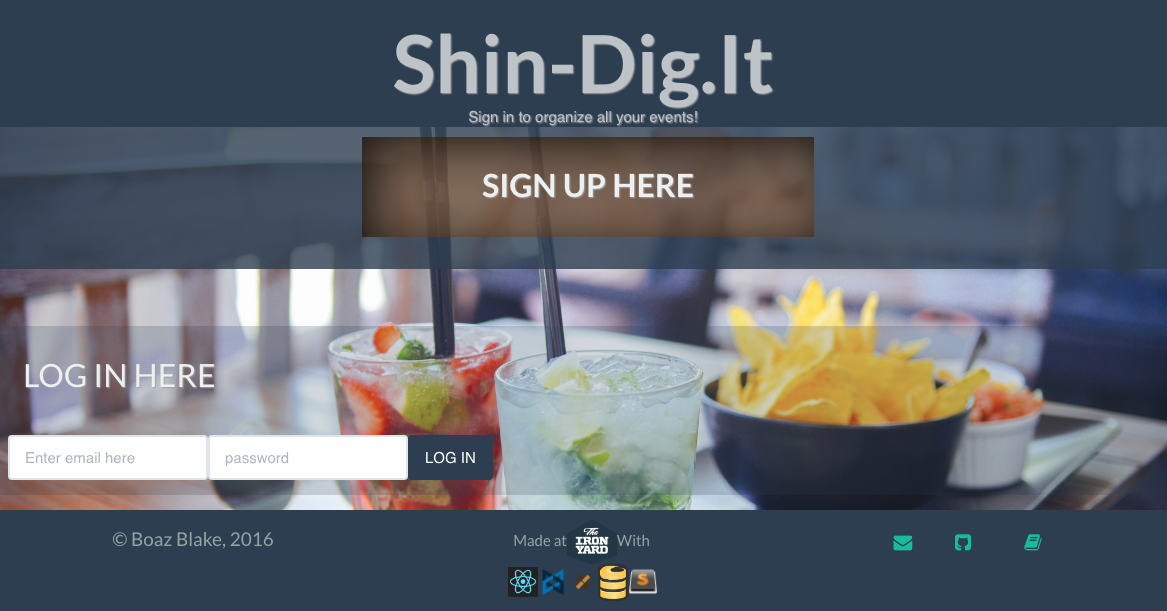 Shin-Dig.It
Sign in to organize all your events!
SIGN UP HERE
LOG IN HERE
Enter email here
password
LOG IN
© Boaz Blake, 2016
Made at The IRON YARD With
S